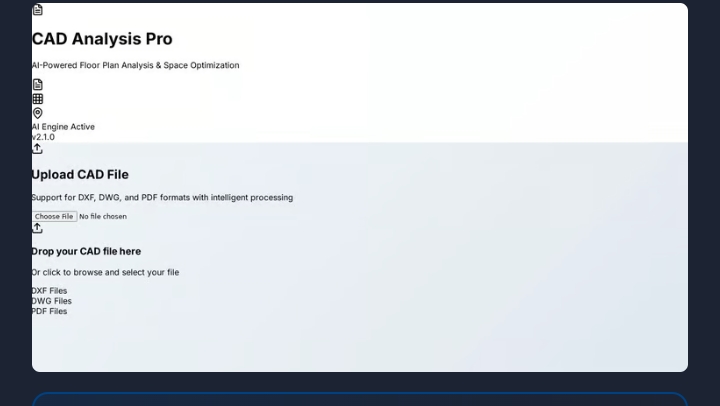 CAD Analysis Pro
AI-Powered Floor Plan Analysis & Space Optimization
AI Engine Active
v2.1.0
Upload CAD File
Support for DXF, DWG, and PDF formats with intelligent processing
Choose File No file chosen
Drop your CAD file here
Or click to browse and select your file
DXF Files
DWG Files
PDF Files